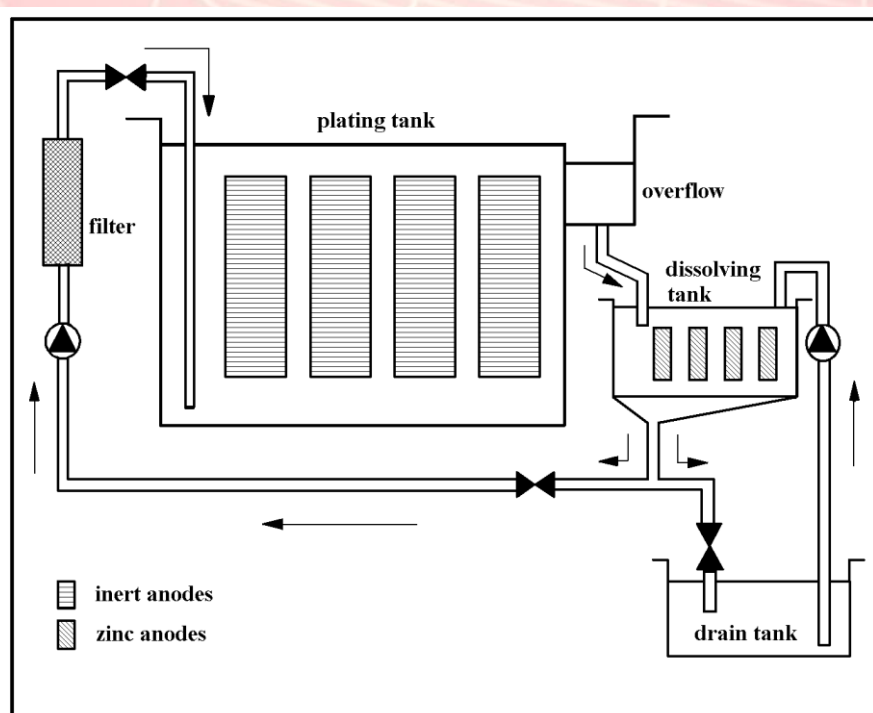 plating tank
filter
overflow
dissolving
tank
inert anodes
zinc anodes
drain tank